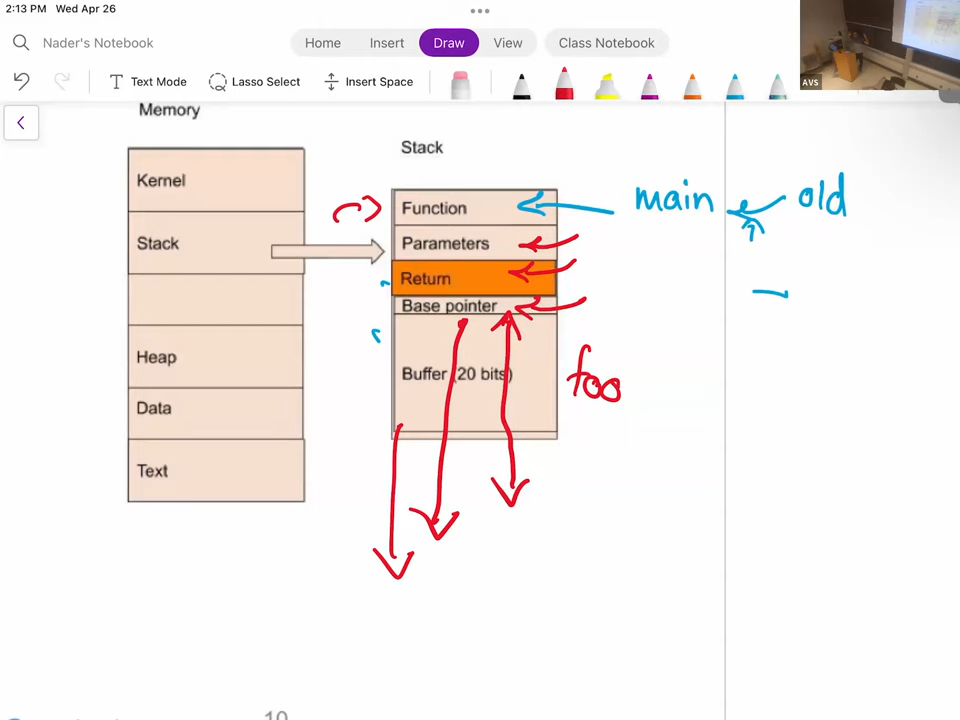 2:13 PM Wed Apr 26
Nader's Notebook
Home Insert Draw View Class Notebook
Text Mode Lasso Select Insert Space
AVS
Memory
Kernel
Stack
Heap
Data
Text
Stack
Function
Parameters
Return
Base pointer
Buffer (20 bits)
main old
foo
10